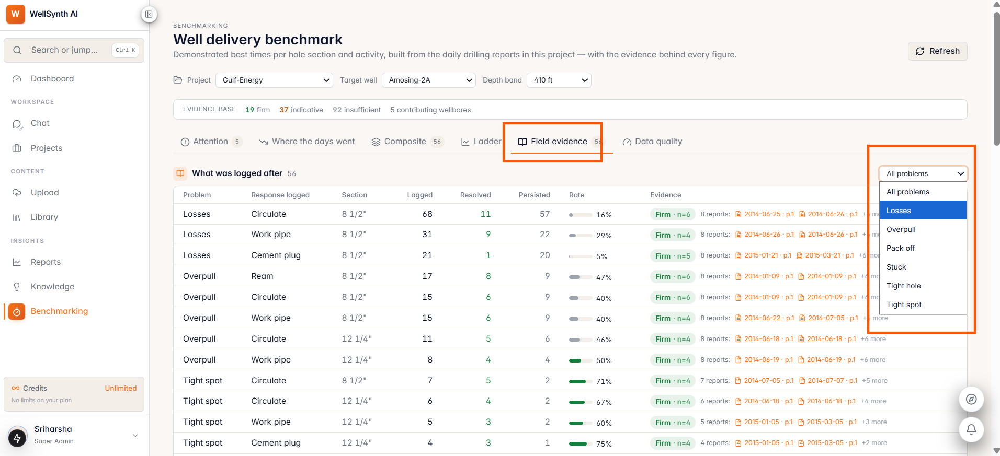 W WellSynth AI
Search or jump... Ctrl K
Dashboard
WORKSPACE
Chat
Projects
CONTENT
Upload
Library
INSIGHTS
Reports
Knowledge
Benchmarking
Credits Unlimited
No limits on your plan
Sriharsha
Super Admin
BENCHMARKING
Well delivery benchmark
Demonstrated best times per hole section and activity, built from the daily drilling reports in this project — with the evidence behind every figure.
Refresh
Project Gulf-Energy Target well Amosing-2A Depth band 410 ft
EVIDENCE BASE 19 firm 37 indicative 92 insufficient 5 contributing wellbores
Attention 5 Where the days went Composite 56 Ladder Field evidence 56 Data quality
What was logged after 56
All problems
All problems
Losses
Overpull
Pack off
Stuck
Tight hole
Tight spot
Problem Response logged Section Logged Resolved Persisted Rate Evidence
Losses Circulate 8 1/2" 68 11 57 16% Firm · n=6 8 reports: 2014-06-25 · p.1 2014-06-26 · p.1
Losses Work pipe 8 1/2" 31 9 22 29% Firm · n=4 8 reports: 2014-06-26 · p.1 2014-06-26 · p.1
Losses Cement plug 8 1/2" 21 1 20 5% Firm · n=5 8 reports: 2015-01-21 · p.1 2015-03-21 · p.1 +6 mor
Overpull Ream 8 1/2" 17 8 9 47% Firm · n=6 8 reports: 2014-01-09 · p.1 2014-01-09 · p.1
Overpull Circulate 8 1/2" 15 6 9 40% Firm · n=6 8 reports: 2014-01-09 · p.1 2014-01-09 · p.1
Overpull Work pipe 8 1/2" 15 6 9 40% Firm · n=4 8 reports: 2014-06-22 · p.1 2014-07-05 · p.1 more
Overpull Circulate 12 1/4" 11 5 6 46% Firm · n=4 8 reports: 2014-06-18 · p.1 2014-06-18 · p.1 +6 more
Overpull Work pipe 12 1/4" 8 4 4 50% Firm · n=4 8 reports: 2014-06-19 · p.1 2014-06-19 · p.1 +6 more
Tight spot Circulate 8 1/2" 7 5 2 71% Firm · n=4 7 reports: 2014-07-05 · p.1 2014-07-07 · p.1 +5 more
Tight spot Circulate 12 1/4" 6 4 2 67% Firm · n=4 6 reports: 2014-06-18 · p.1 2014-06-18 · p.1 +4 more
Tight spot Work pipe 12 1/4" 5 3 2 60% Firm · n=4 5 reports: 2015-01-05 · p.1 2015-03-05 · p.1 +3 more
Tight spot Cement plug 12 1/4" 4 3 1 75% Firm · n=4 4 reports: 2015-01-05 · p.1 2015-03-05 · p.1 +2 more